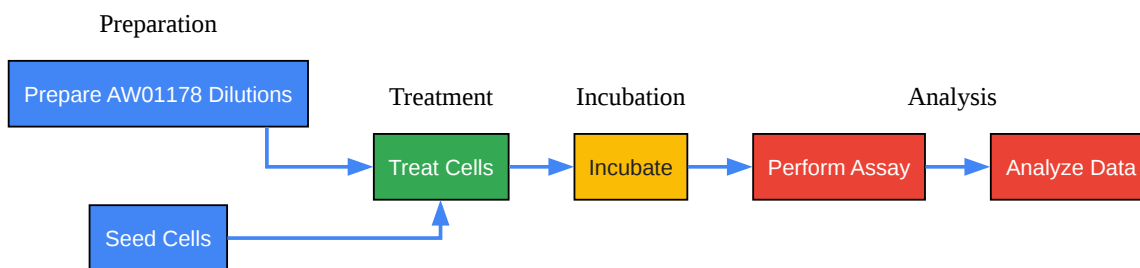 Preparation
Prepare AW01178 Dilutions
Treatment
Incubation
Analysis
Treat Cells
Incubate
Perform Assay
Analyze Data
Seed Cells